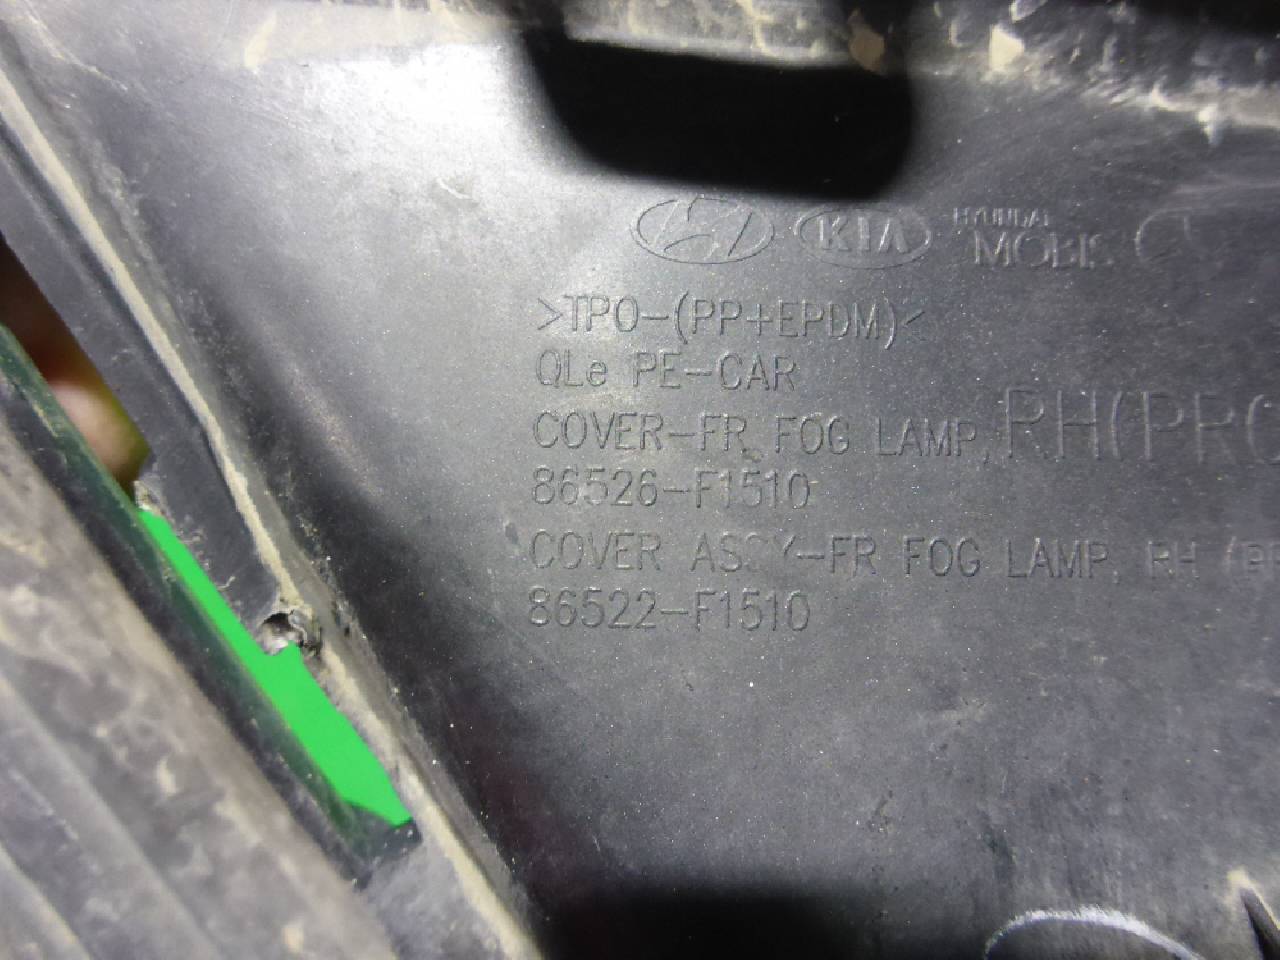 KIA
HYUNDAI
MOBIS
>TPO-(PP+EPDM)<
QLe PE-CAR
COVER-FR FOG LAMP, RH(PRO
86526-F1510
COVER ASSY-FR FOG LAMP, RH
86522-F1510